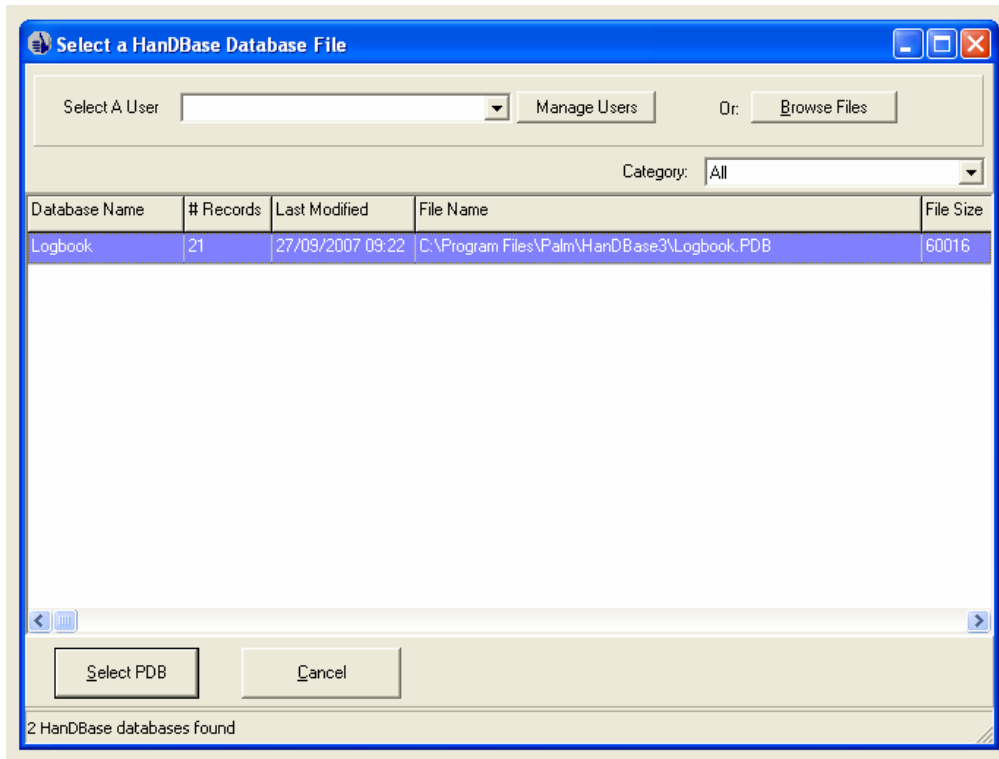 Select a HanDBase Database File
Select A User Manage Users Or: Browse Files
Category: All
Database Name # Records Last Modified File Name File Size
Logbook 21 27/09/2007 09:22 C:\Program Files\Palm\HanDBase3\Logbook.PDB 60016
Select PDB Cancel
2 HanDBase databases found